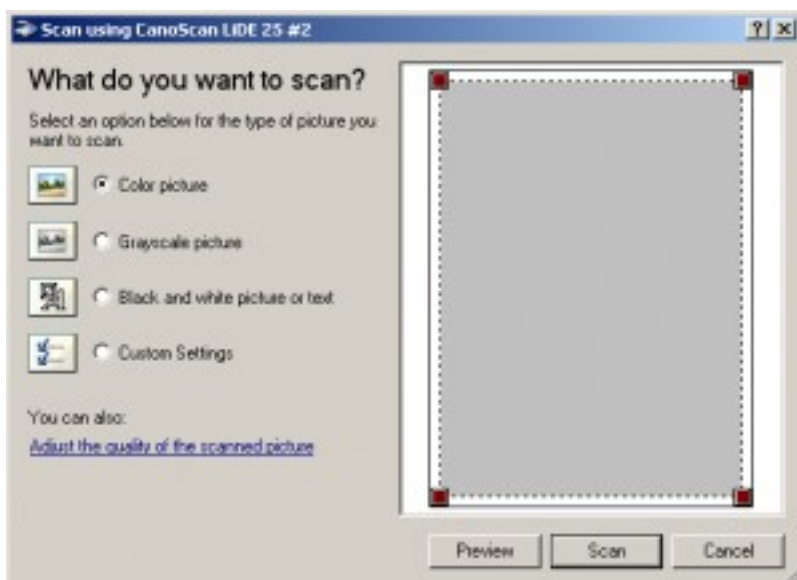 Scan using CanoScan LiDE 25 #2
What do you want to scan?
Select an option below for the type of picture you
want to scan.
Color picture
Grayscale picture
Black and white picture or text
Custom Settings
You can also:
Adjust the quality of the scanned picture
Preview
Scan
Cancel